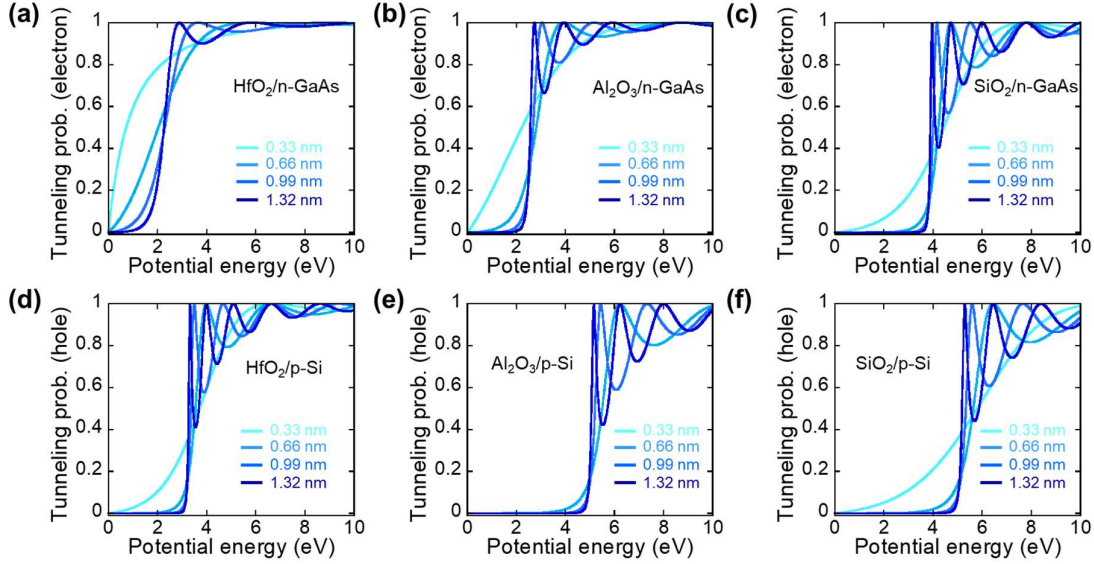 (a)
Tunneling prob. (electron)
1
0.8
0.6
0.4
0.2
0
HfO₂/n-GaAs
0.33 nm
0.66 nm
0.99 nm
1.32 nm
0 2 4 6 8 10
Potential energy (eV)
(b)
Tunneling prob. (electron)
1
0.8
0.6
0.4
0.2
0
Al₂O₃/n-GaAs
0.33 nm
0.66 nm
0.99 nm
1.32 nm
0 2 4 6 8 10
Potential energy (eV)
(c)
Tunneling prob. (electron)
1
0.8
0.6
0.4
0.2
0
SiO₂/n-GaAs
0.33 nm
0.66 nm
0.99 nm
1.32 nm
0 2 4 6 8 10
Potential energy (eV)
(d)
Tunneling prob. (hole)
1
0.8
0.6
0.4
0.2
0
HfO₂/p-Si
0.33 nm
0.66 nm
0.99 nm
1.32 nm
0 2 4 6 8 10
Potential energy (eV)
(e)
Tunneling prob. (hole)
1
0.8
0.6
0.4
0.2
0
Al₂O₃/p-Si
0.33 nm
0.66 nm
0.99 nm
1.32 nm
0 2 4 6 8 10
Potential energy (eV)
(f)
Tunneling prob. (hole)
1
0.8
0.6
0.4
0.2
0
SiO₂/p-Si
0.33 nm
0.66 nm
0.99 nm
1.32 nm
0 2 4 6 8 10
Potential energy (eV)